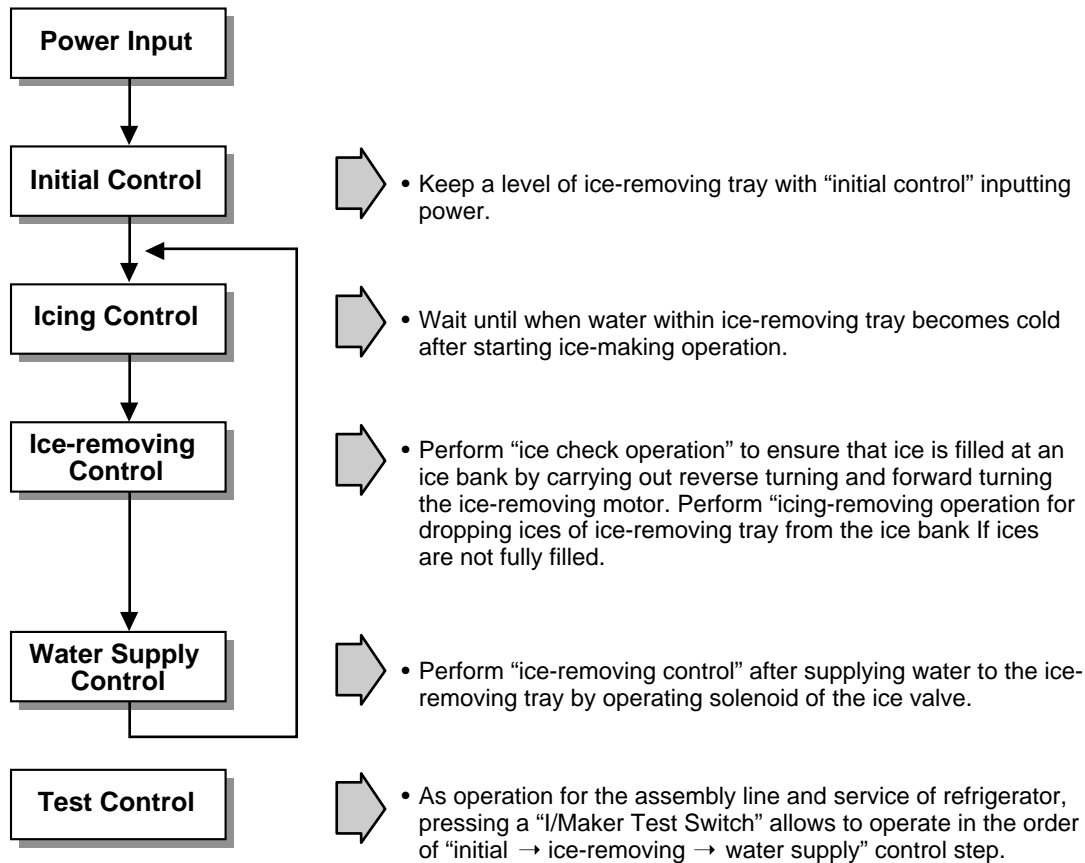 Power Input
Initial Control
• Keep a level of ice-removing tray with “initial control” inputting
power.
Icing Control
• Wait until when water within ice-removing tray becomes cold
after starting ice-making operation.
Ice-removing
Control
• Perform “ice check operation” to ensure that ice is filled at an
ice bank by carrying out reverse turning and forward turning
the ice-removing motor. Perform “icing-removing operation for
dropping ices of ice-removing tray from the ice bank If ices
are not fully filled.
Water Supply
Control
• Perform “ice-removing control” after supplying water to the ice-
removing tray by operating solenoid of the ice valve.
Test Control
• As operation for the assembly line and service of refrigerator,
pressing a “I/Maker Test Switch” allows to operate in the order
of “initial → ice-removing → water supply” control step.